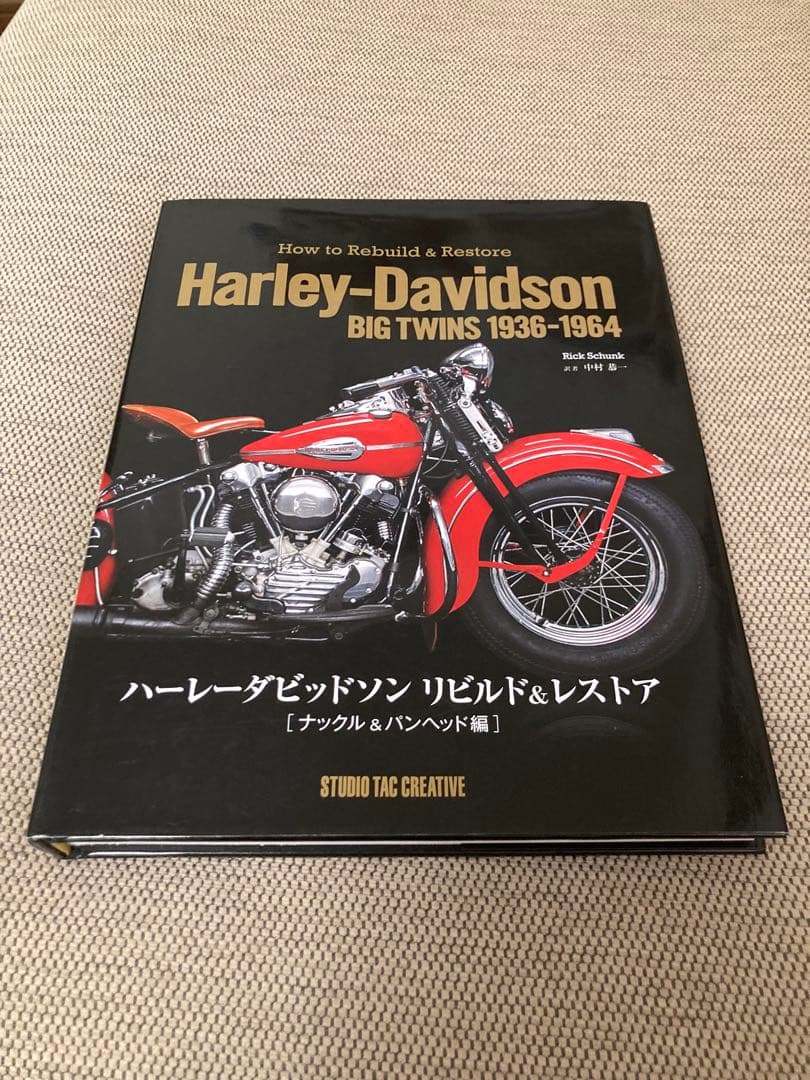 How to Rebuild & Restore
Harley-Davidson
BIG TWINS 1936-1964
Rick Schunk
訳者 中村 恭一
ハーレーダビッドソン リビルド&レストア
[ナックル&パンヘッド編]
STUDIO TAC CREATIVE